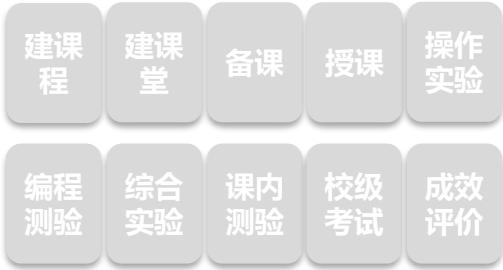 建课程
建课堂
备课
授课
操作实验
编程测验
综合实验
课内测验
校级考试
成效评价